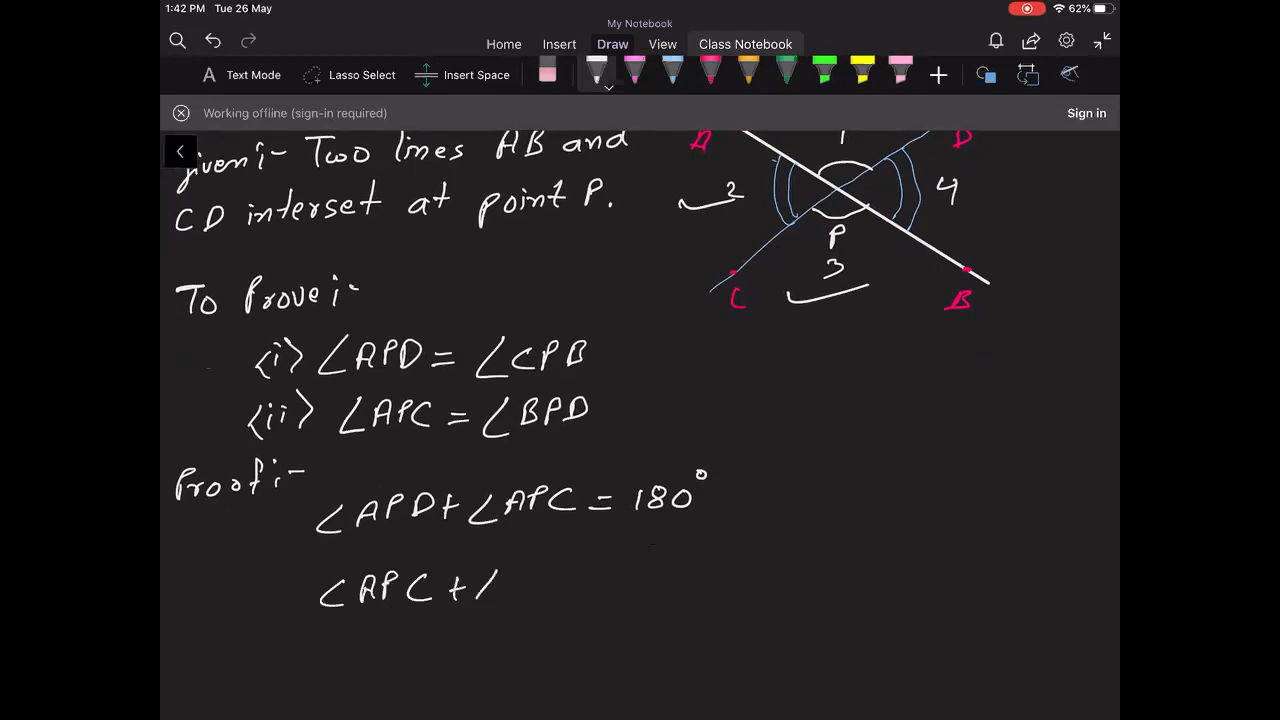 1:42 PM Tue 26 May
62%
My Notebook
Home Insert Draw View Class Notebook
Text Mode Lasso Select Insert Space
Working offline (sign-in required) Sign in
given:- Two lines AB and
CD interset at point P.
A 1 D
2 4
P
3
C B
To Prove:-
<i> ∠APD = ∠CPB
<ii> ∠APC = ∠BPD
Proof:-
∠APD + ∠APC = 180°
∠APC +